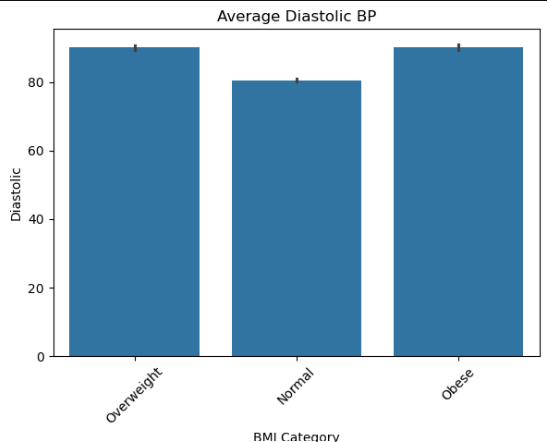 Average Diastolic BP
Diastolic
80
60
40
20
0
Overweight
Normal
Obese
BMI Category